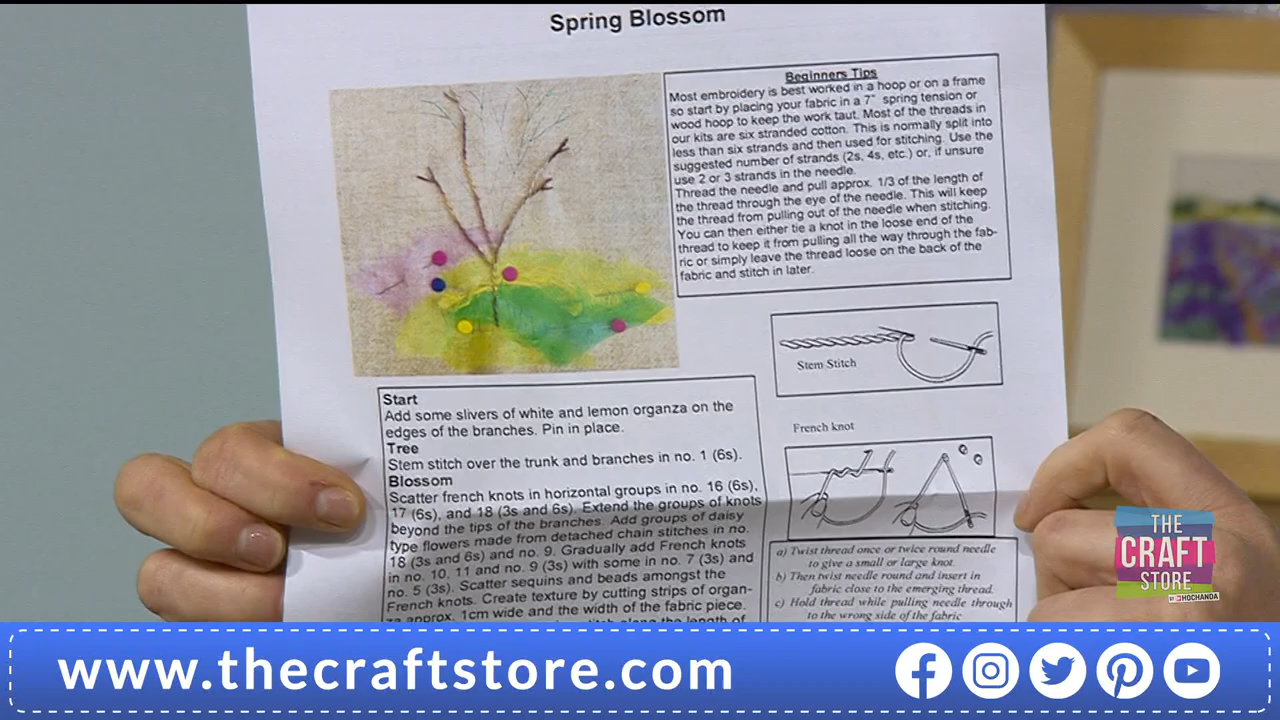 Spring Blossom
Beginners Tips
Most embroidery is best worked in a hoop or on a frame
so start by placing your fabric in a 7" spring tension or
wood hoop to keep the work taut. Most of the threads in
our kits are six stranded cotton. This is normally split into
less than six strands and then used for stitching. Use the
suggested number of strands (2s, 4s, etc.) or, if unsure
use 2 or 3 strands in the needle.
Thread the needle and pull approx. 1/3 of the length of
the thread through the eye of the needle. This will keep
the thread from pulling out of the needle when stitching.
You can then either tie a knot in the loose end of the
thread to keep it from pulling all the way through the fab-
ric or simply leave the thread loose on the back of the
fabric and stitch in later.
Stem Stitch
French knot
Start
Add some slivers of white and lemon organza on the
edges of the branches. Pin in place.
Tree
Stem stitch over the trunk and branches in no. 1 (6s).
Blossom
Scatter french knots in horizontal groups in no. 16 (6s),
17 (6s), and 18 (3s and 6s). Extend the groups of knots
beyond the tips of the branches. Add groups of daisy
type flowers made from detached chain stitches in no.
18 (3s and 6s) and no. 9. Gradually add French knots
in no. 10, 11 and no. 9 (3s) with some in no. 7 (3s) and
no. 5 (3s). Scatter sequins and beads amongst the
French knots. Create texture by cutting strips of organ-
za approx. 1cm wide and the width of the fabric piece.
along the length of
a) Twist thread once or twice round needle
to give a small or large knot.
b) Then twist needle round and insert in
fabric close to the emerging thread.
c) Hold thread while pulling needle through
to the wrong side of the fabric
THE
CRAFT
STORE
BY HOCHANDA
www.thecraftstore.com